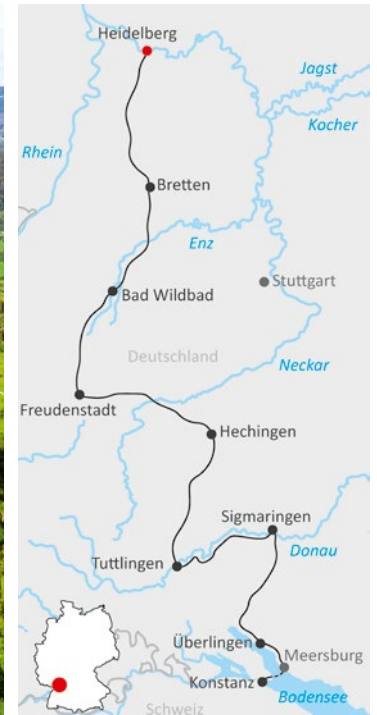 Heidelberg
Jagst
Kocher
Rhein
Bretten
Enz
Stuttgart
Bad Wildbad
Deutschland
Neckar
Freudenstadt
Hechingen
Sigmaringen
Donau
Tuttlingen
Überlingen
Meersburg
Konstanz
Bodensee
Schweiz